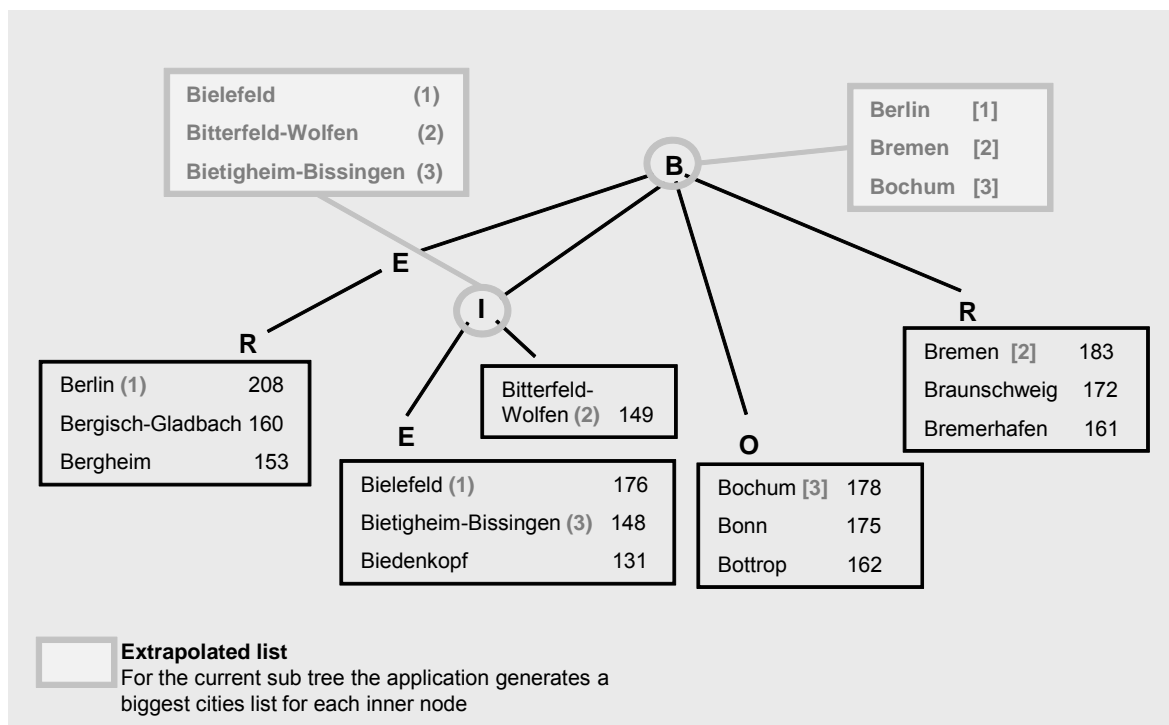 Bielefeld (1)
Bitterfeld-Wolfen (2)
Bietigheim-Bissingen (3)
Berlin [1]
Bremen [2]
Bochum [3]
B
E
I
R
R
Berlin (1) 208
Bergisch-Gladbach 160
Bergheim 153
Bitterfeld-
Wolfen (2) 149
Bremen [2] 183
Braunschweig 172
Bremerhafen 161
E
O
Bielefeld (1) 176
Bietigheim-Bissingen (3) 148
Biedenkopf 131
Bochum [3] 178
Bonn 175
Bottrop 162
Extrapolated list
For the current sub tree the application generates a
biggest cities list for each inner node